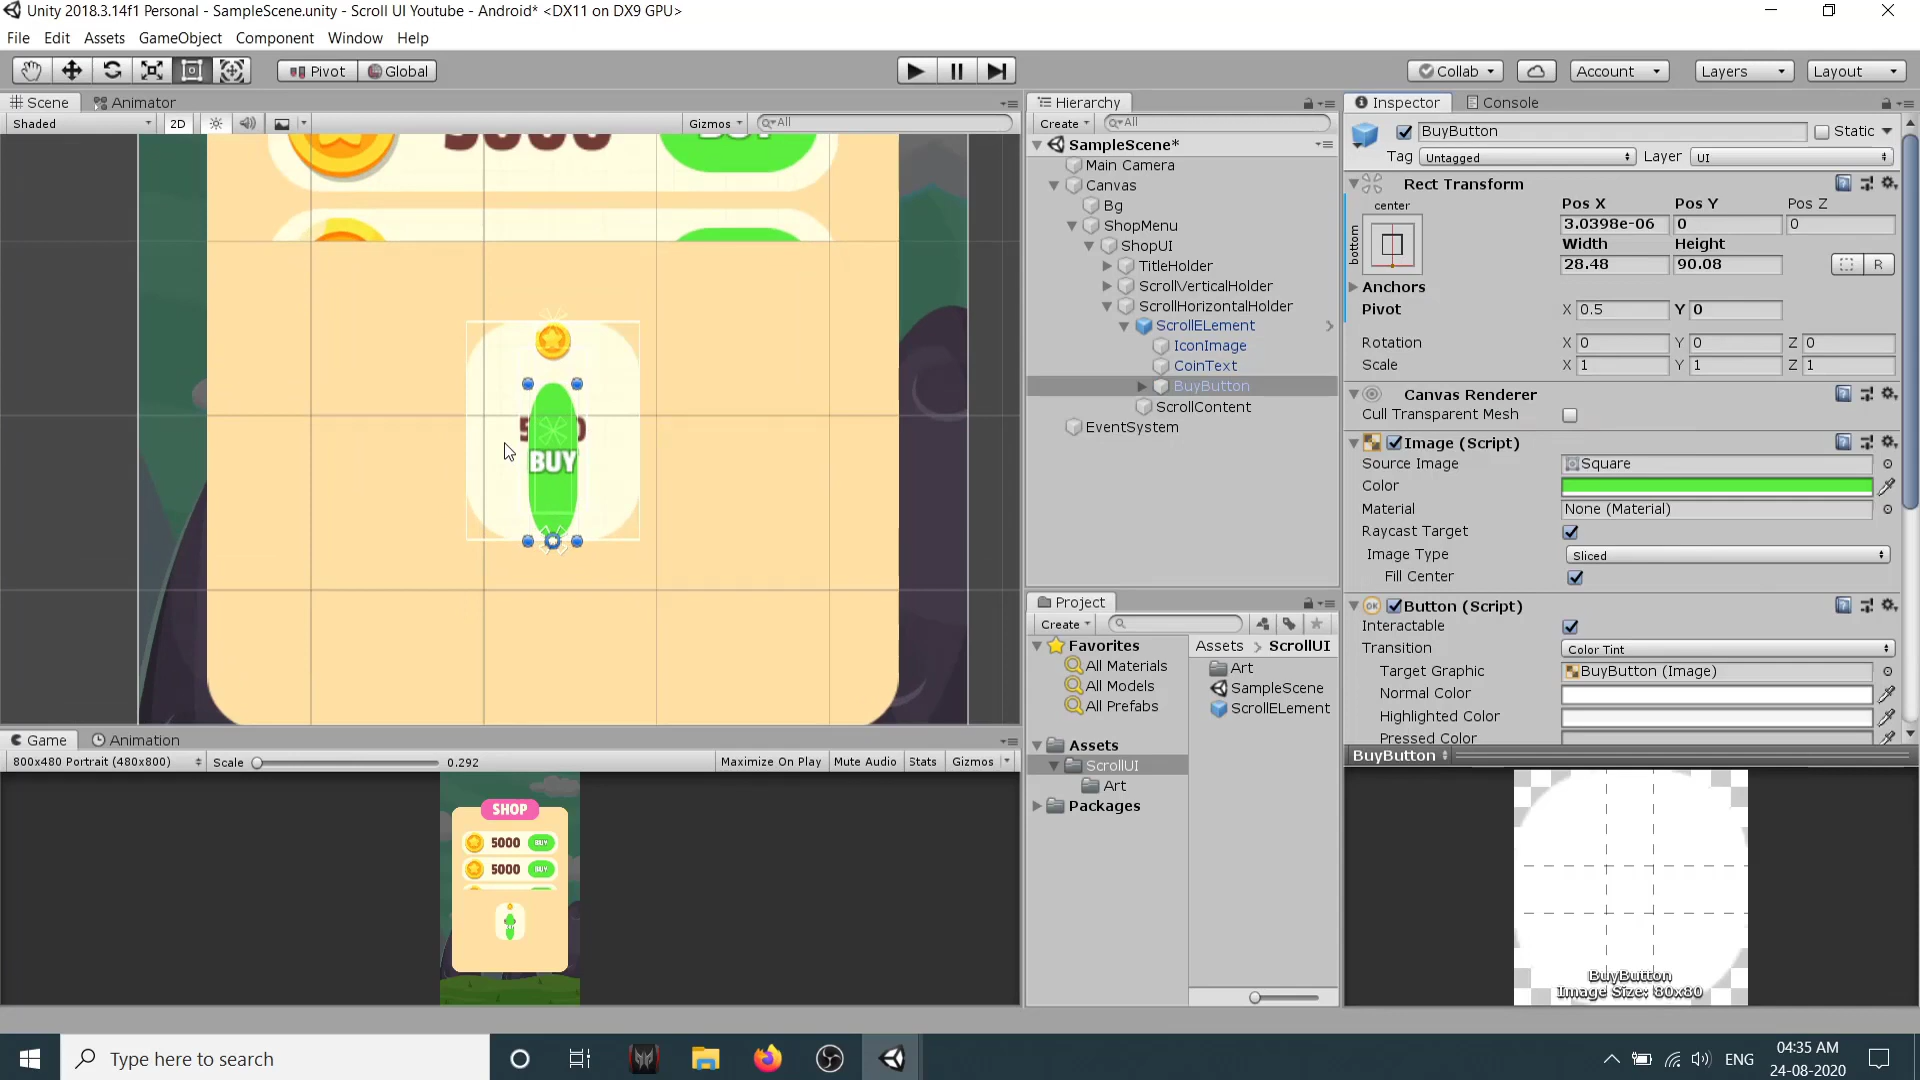 Unity 2018.3.14f1 Personal - SampleScene.unity - Scroll UI Youtube - Android* <DX11 on DX9 GPU>
File Edit Assets GameObject Component Window Help
Pivot Global Collab Account Layers Layout
Scene Animator
Shaded 2D Gizmos All
5000 BUY
5000
BUY
Hierarchy
Create All
SampleScene*
Main Camera
Canvas
Bg
ShopMenu
ShopUI
TitleHolder
ScrollVerticalHolder
ScrollHorizontalHolder
ScrollELement
IconImage
CoinText
BuyButton
ScrollContent
EventSystem
Inspector Console
BuyButton Static
Tag Untagged Layer UI
Rect Transform
center Pos X Pos Y Pos Z
bottom 3.0398e-06 0 0
Width Height
28.48 90.08 R
Anchors
Pivot X 0.5 Y 0
Rotation X 0 Y 0 Z 0
Scale X 1 Y 1 Z 1
Canvas Renderer
Cull Transparent Mesh
Image (Script)
Source Image Square
Color
Material None (Material)
Raycast Target
Image Type Sliced
Fill Center
OK Button (Script)
Interactable
Transition Color Tint
Target Graphic BuyButton (Image)
Normal Color
Highlighted Color
Pressed Color
BuyButton
BuyButton
Image Size: 80x80
Project
Create
Favorites
All Materials
All Models
All Prefabs
Assets
ScrollUI
Art
Packages
Assets > ScrollUI
Art
SampleScene
ScrollELement
Game Animation
800x480 Portrait (480x800) Scale 0.292 Maximize On Play Mute Audio Stats Gizmos
SHOP
5000 BUY
5000 BUY
Type here to search
ENG
04:35 AM
24-08-2020